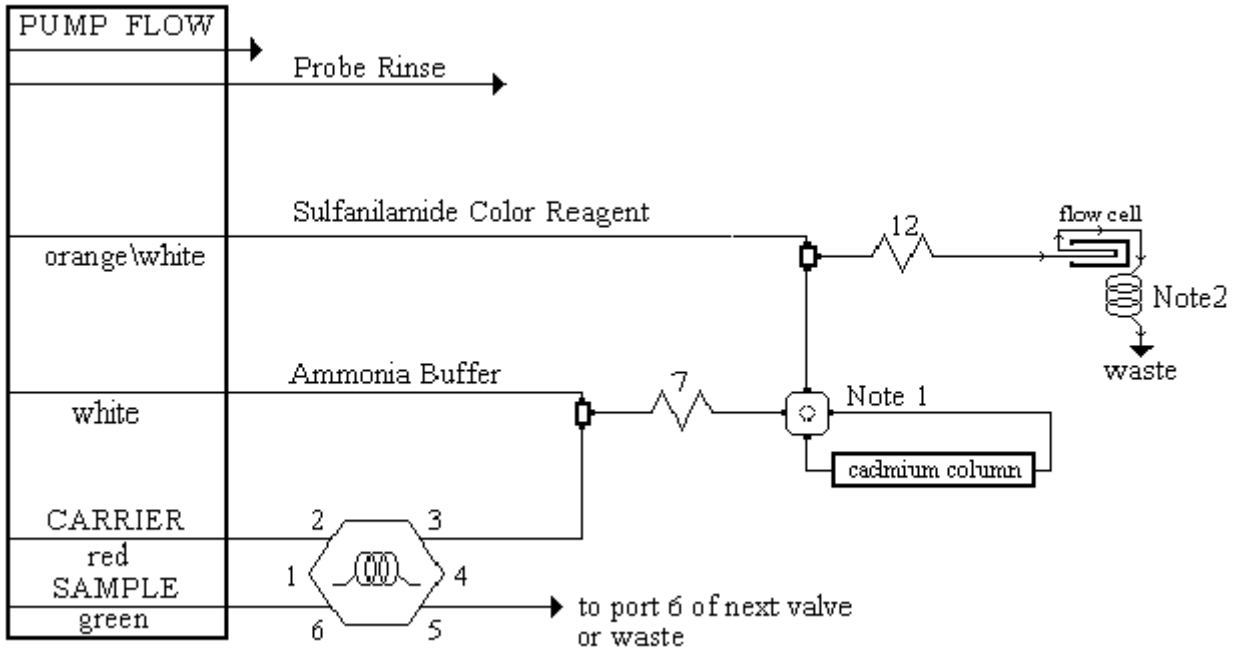 PUMP FLOW
Probe Rinse
Sulfanilamide Color Reagent
orange\white
12
flow cell
Note2
waste
Ammonia Buffer
white
7
Note 1
cadmium column
CARRIER
red
SAMPLE
green
2
3
1
4
6
5
to port 6 of next valve
or waste